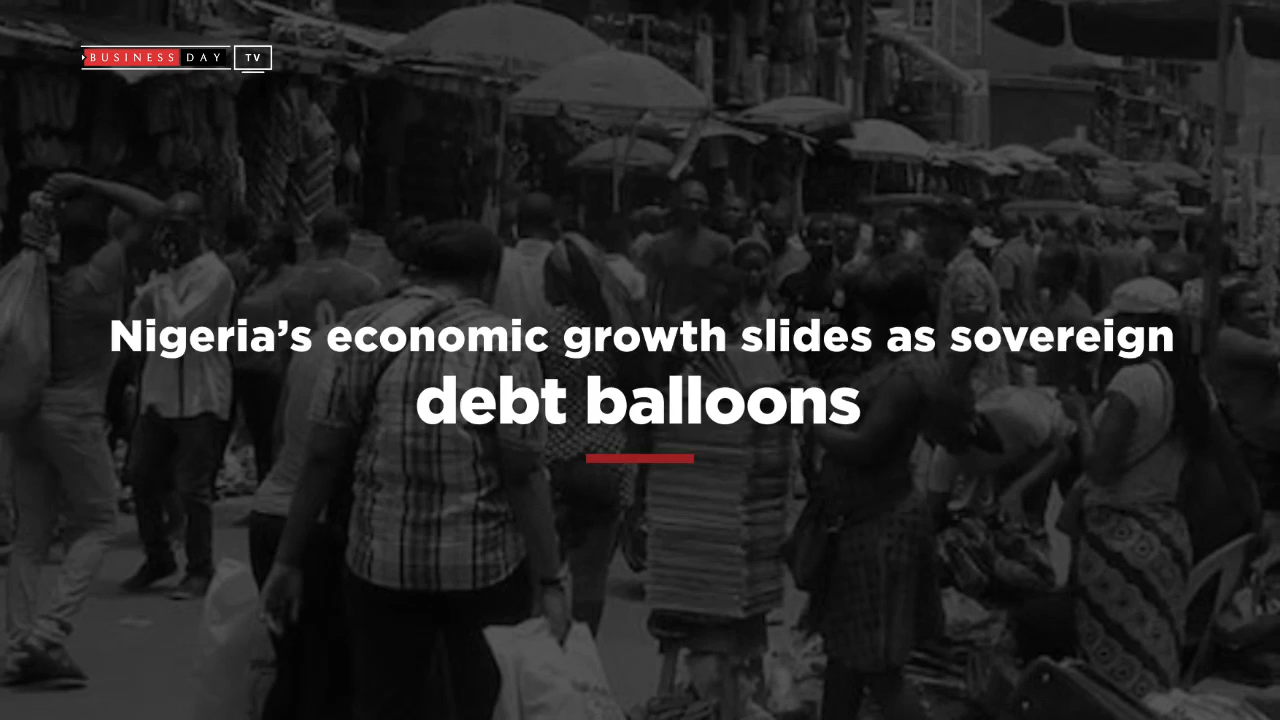 BUSINESS DAY TV
Nigeria’s economic growth slides as sovereign
debt balloons